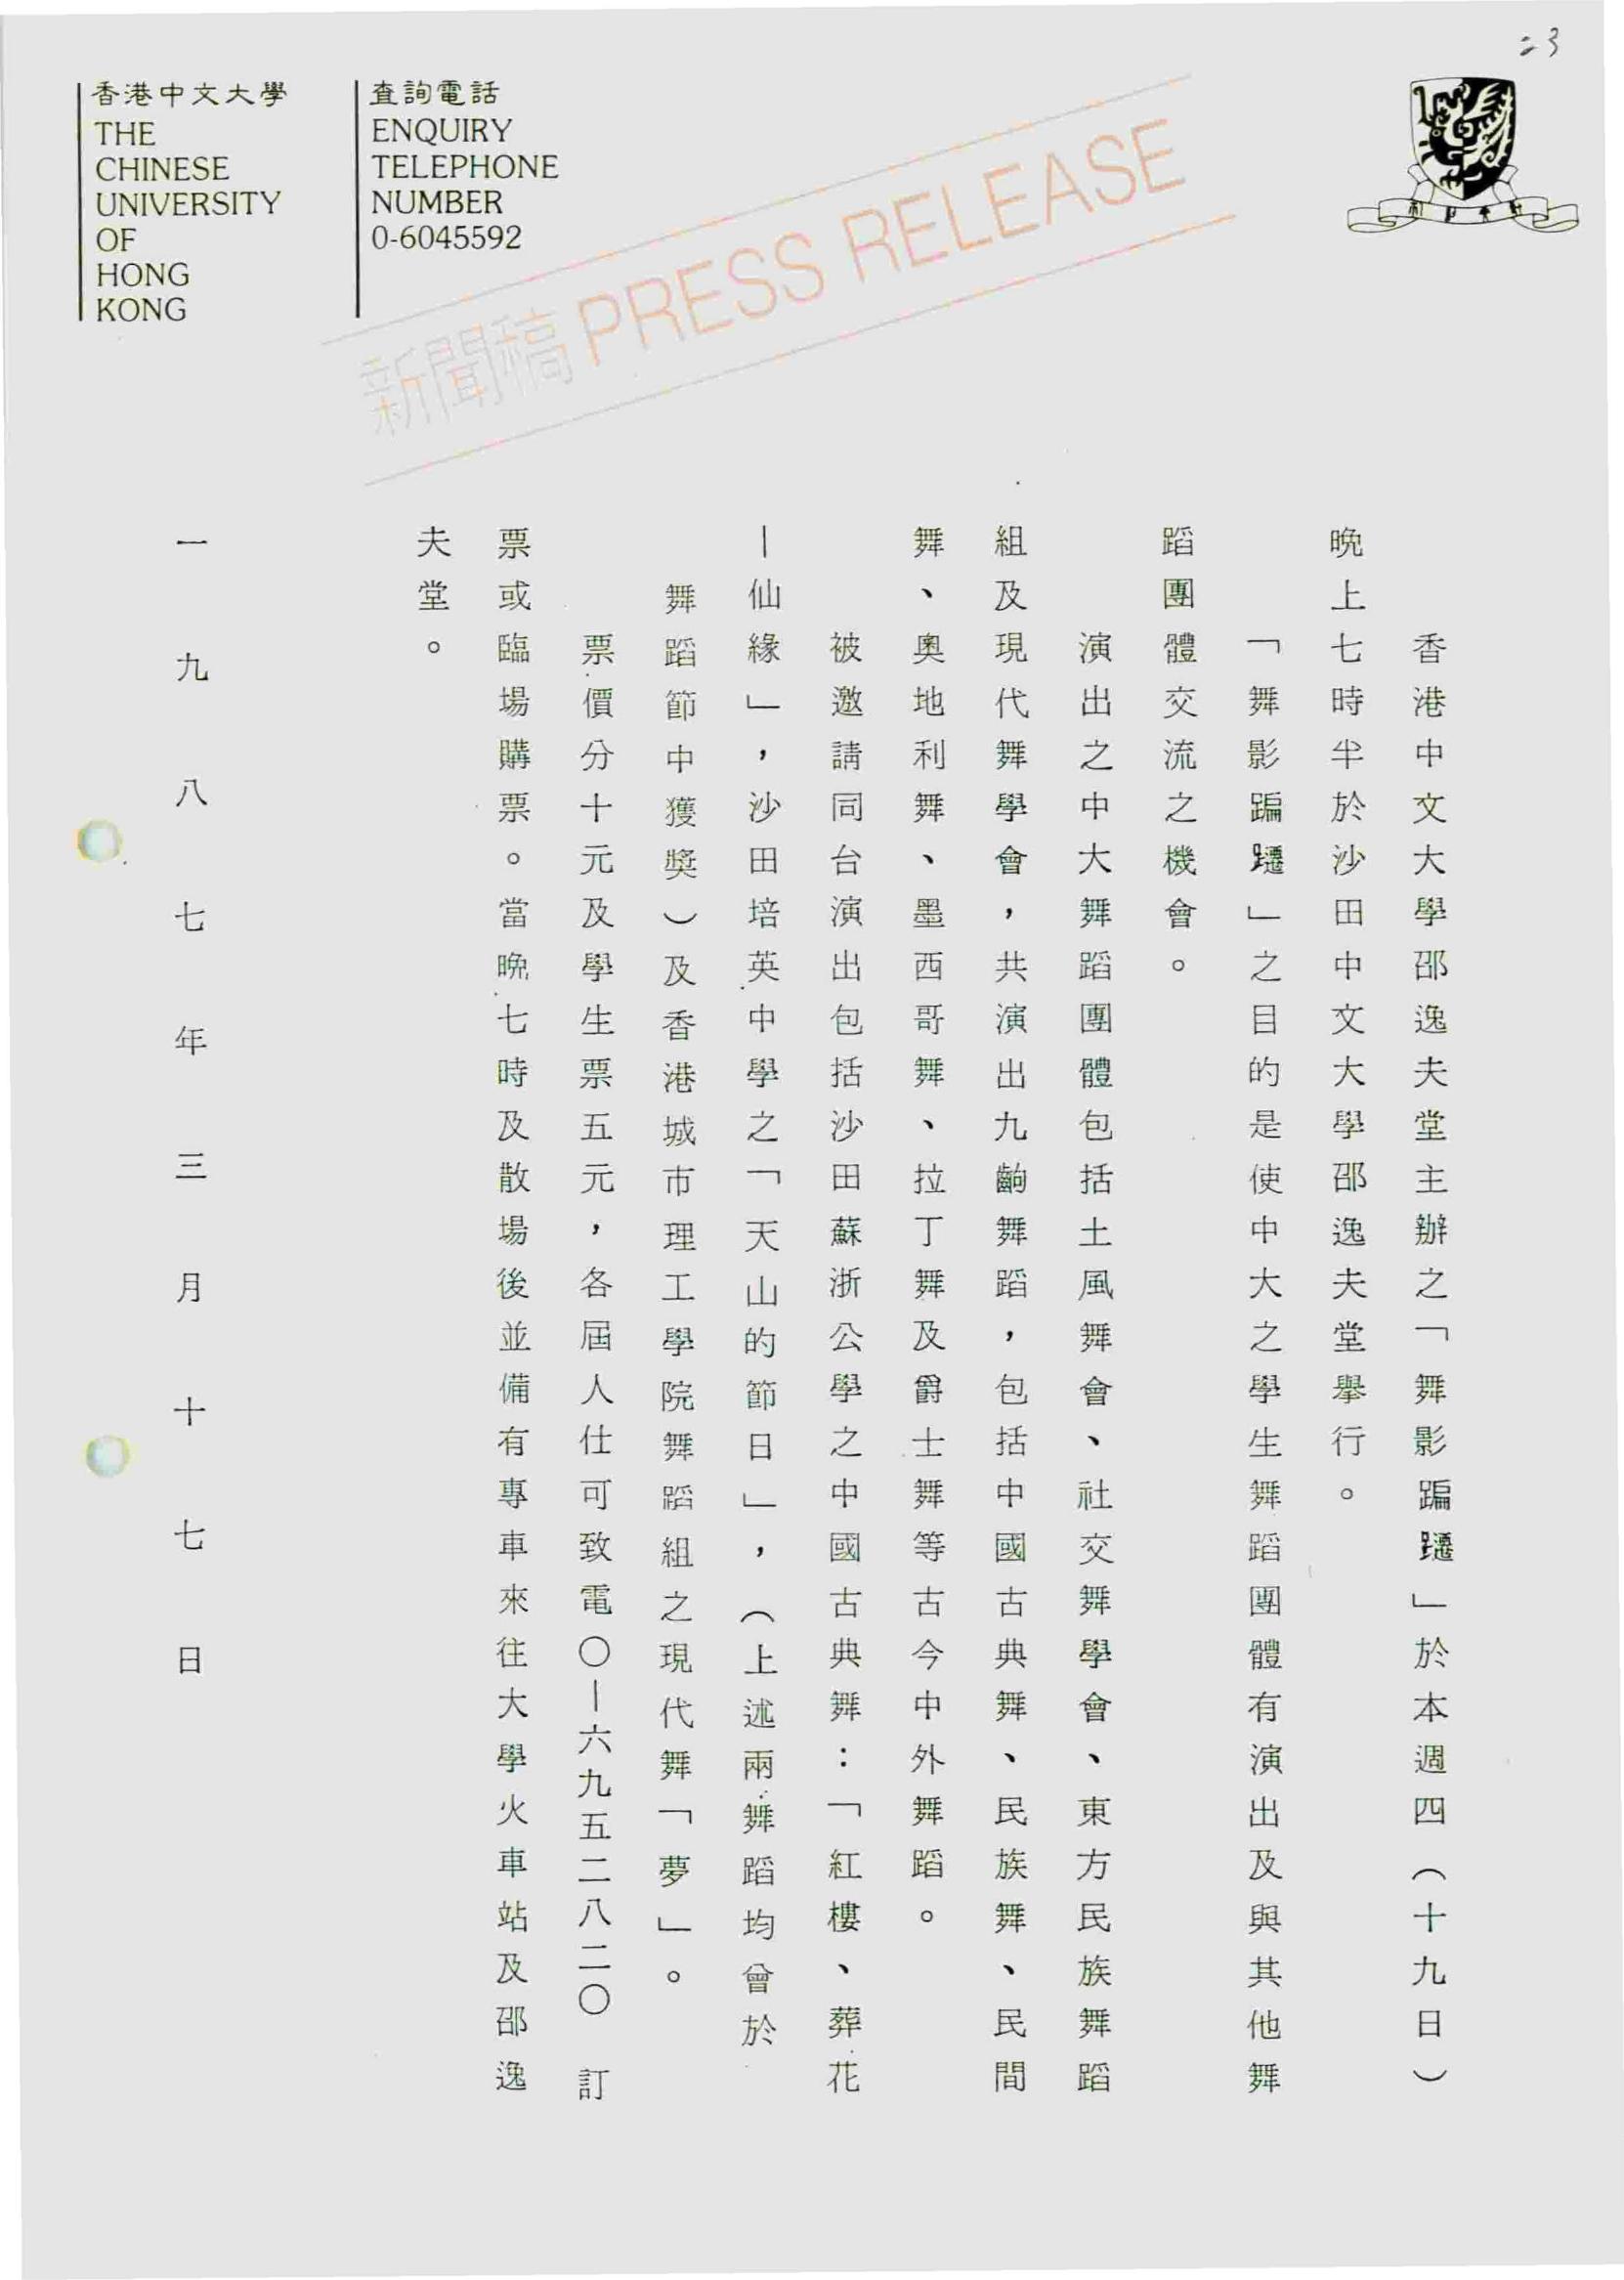 23
香港中文大學
THE
CHINESE
UNIVERSITY
OF
HONG
KONG
查詢電話
ENQUIRY
TELEPHONE
NUMBER
0-6045592
新聞稿 PRESS RELEASE
香港中文大學邵逸夫堂主辦之「舞影蹁躚」於本週四（十九日）
晚上七時半於沙田中文大學邵逸夫堂舉行。
「舞影蹁躚」之目的是使中大之學生舞蹈團體有演出及與其他舞
蹈團體交流之機會。
演出之中大舞蹈團體包括土風舞會、社交舞學會、東方民族舞蹈
組及現代舞學會，共演出九齣舞蹈，包括中國古典舞、民族舞、民間
舞、奧地利舞、墨西哥舞、拉丁舞及爵士舞等古今中外舞蹈。
被邀請同台演出包括沙田蘇浙公學之中國古典舞：「紅樓、葬花
—仙緣」，沙田培英中學之「天山的節日」，（上述兩舞蹈均曾於
舞蹈節中獲獎）及香港城市理工學院舞蹈組之現代舞「夢」。
票價分十元及學生票五元，各屆人仕可致電〇—六九五二八二〇訂
票或臨場購票。當晚七時及散場後並備有專車來往大學火車站及邵逸
夫堂。
一九八七年三月十七日